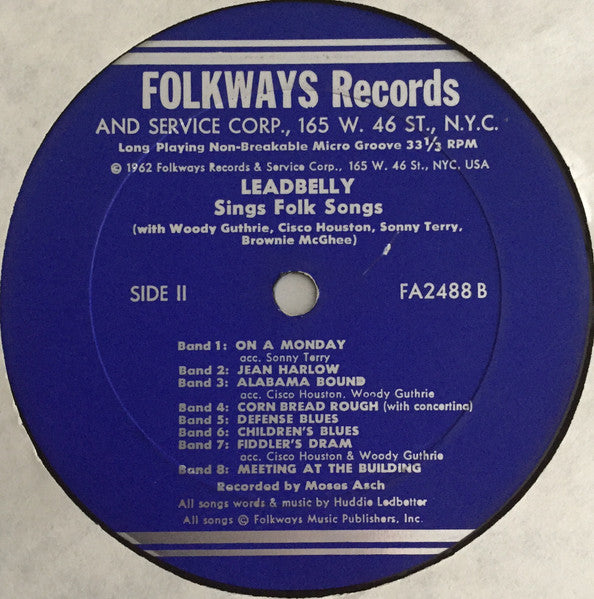 FOLKWAYS Records
AND SERVICE CORP., 165 W. 46 ST., N.Y.C.
Long Playing Non-Breakable Micro Groove 33 1/3 RPM
© 1962 Folkways Records & Service Corp., 165 W. 46 St., NYC. USA
LEADBELLY
Sings Folk Songs
(with Woody Guthrie, Cisco Houston, Sonny Terry,
Brownie McGhee)
SIDE II
FA2488 B
Band 1: ON A MONDAY
acc. Sonny Terry
Band 2: JEAN HARLOW
Band 3: ALABAMA BOUND
acc. Cisco Houston, Woody Guthrie
Band 4: CORN BREAD ROUGH (with concertina)
Band 5: DEFENSE BLUES
Band 6: CHILDREN'S BLUES
Band 7: FIDDLER'S DRAM
acc. Cisco Houston & Woody Guthrie
Band 8: MEETING AT THE BUILDING
Recorded by Moses Asch
All songs words & music by Huddie Ledbetter
All songs © Folkways Music Publishers, Inc.